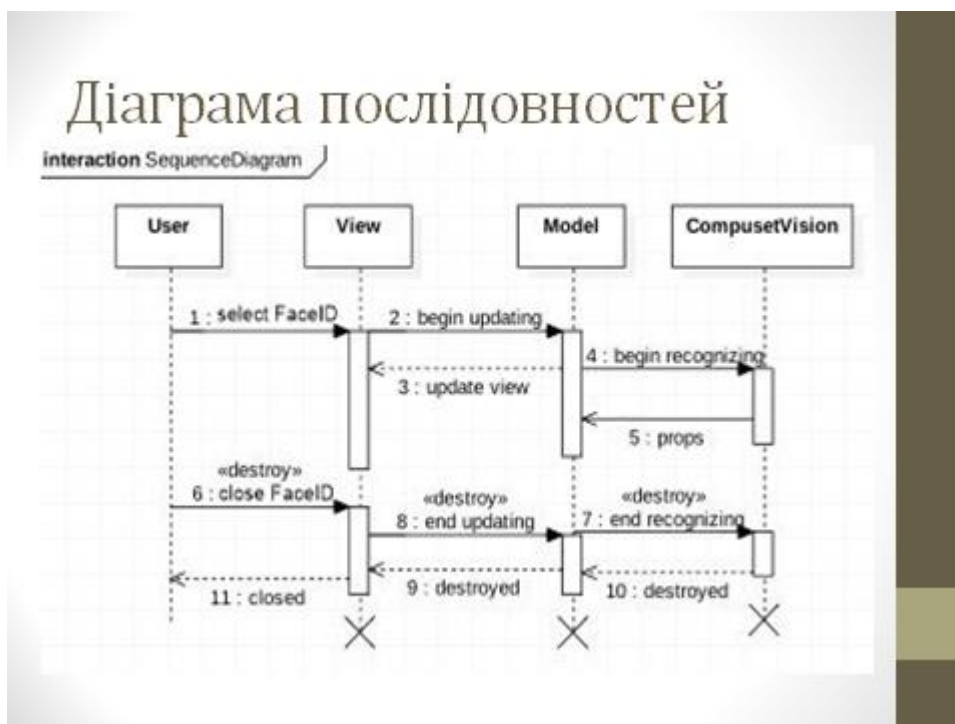 Діаграма послідовностей
interaction SequenceDiagram
User
View
Model
CompusetVision
1 : select FaceID
2 : begin updating
4 : begin recognizing
3 : update view
5 : props
«destroy»
6 : close FaceID
«destroy»
8 : end updating
«destroy»
7 : end recognizing
9 : destroyed
10 : destroyed
11 : closed